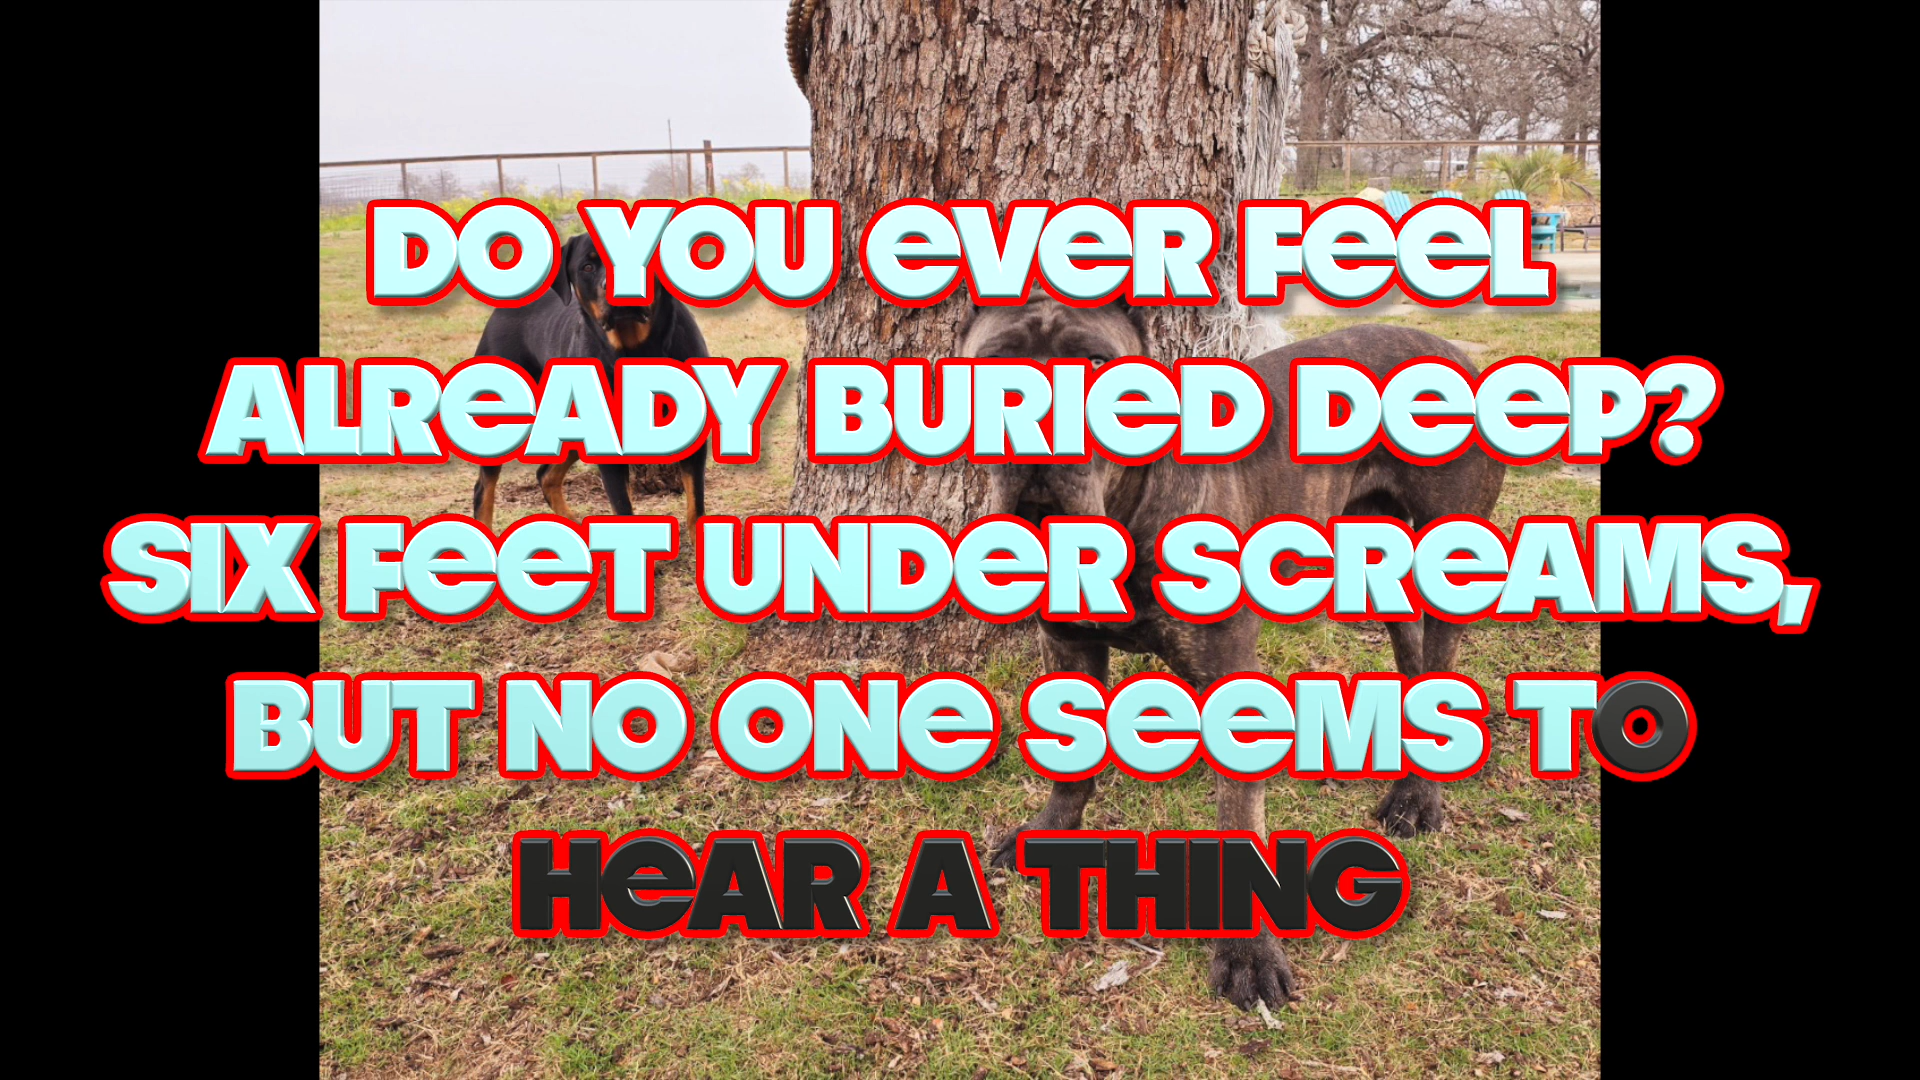 DO YOU EVER FEEL
ALREADY BURIED DEEP?
SIX FEET UNDER SCREAMS,
BUT NO ONE SEEMS TO
HEAR A THING